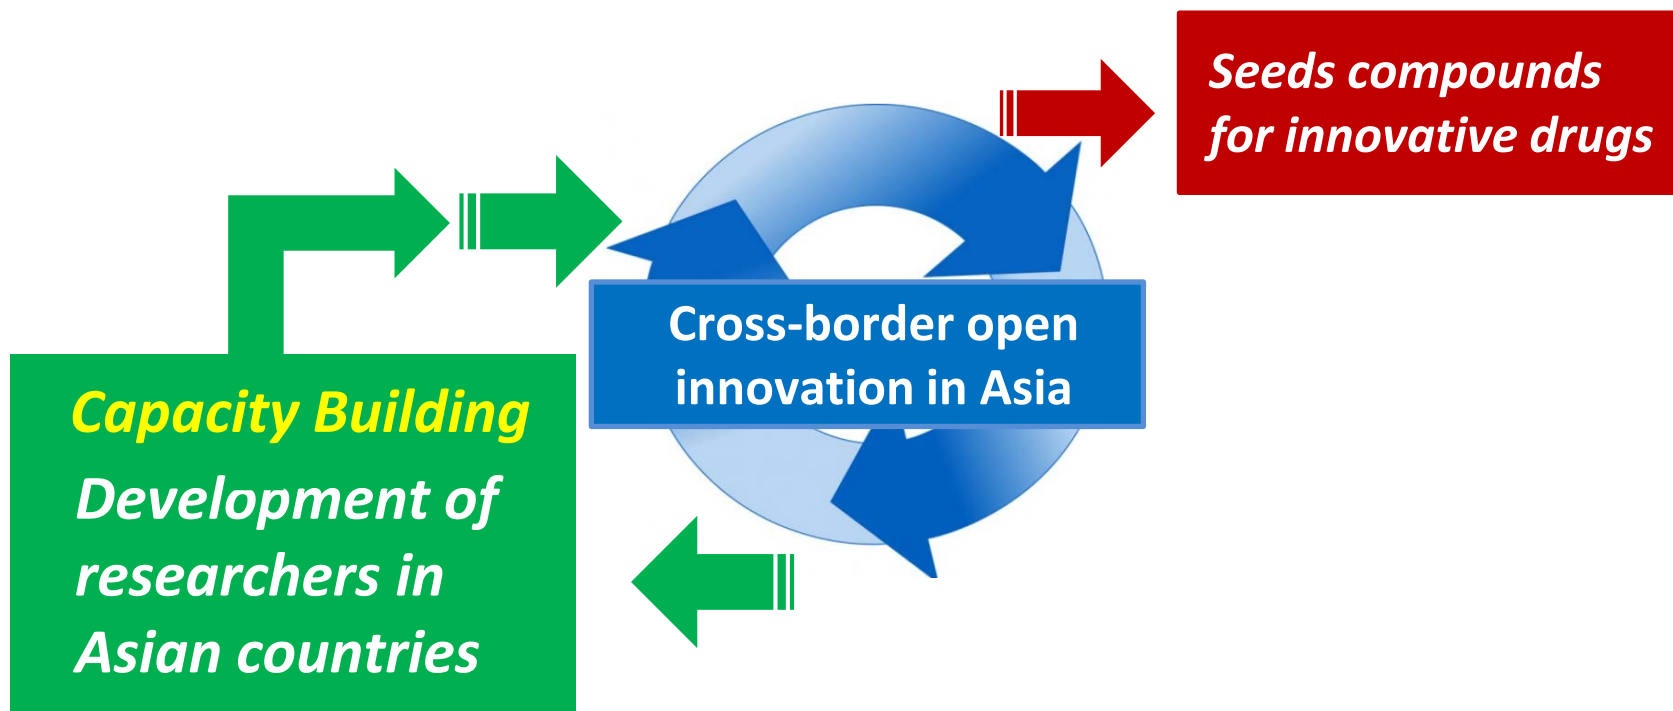 Seeds compounds
for innovative drugs
Cross-border open
innovation in Asia
Capacity Building
Development of
researchers in
Asian countries